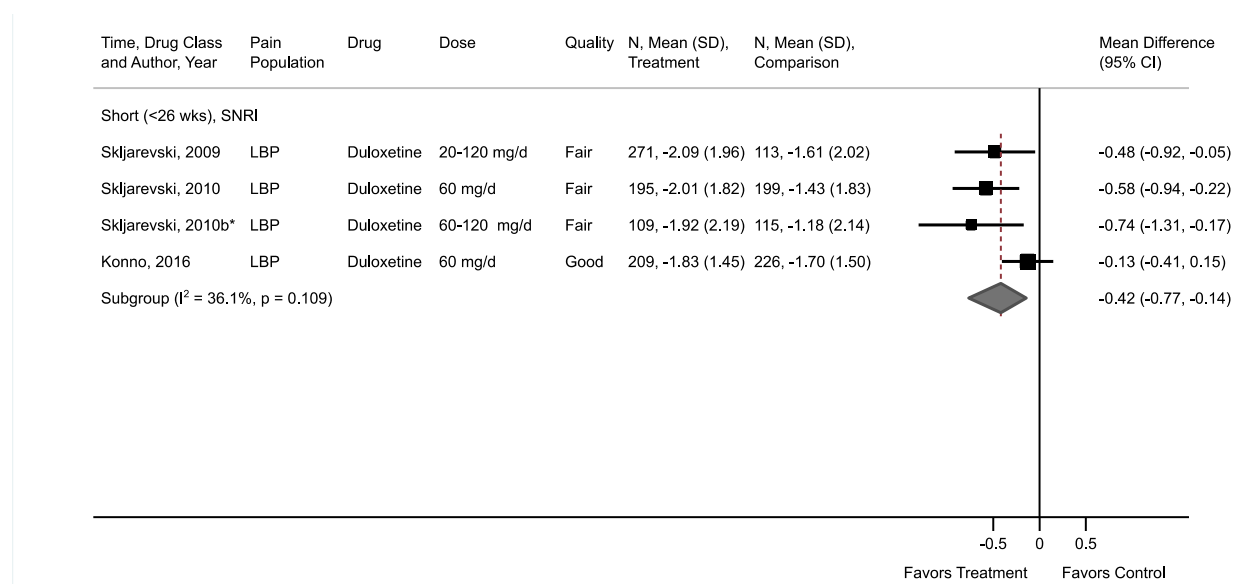 Time, Drug Class and Author, Year Pain Population Drug Dose Quality N, Mean (SD), Treatment N, Mean (SD), Comparison Mean Difference (95% CI)
Short (<26 wks), SNRI
Skljarevski, 2009 LBP Duloxetine 20-120 mg/d Fair 271, -2.09 (1.96) 113, -1.61 (2.02) -0.48 (-0.92, -0.05)
Skljarevski, 2010 LBP Duloxetine 60 mg/d Fair 195, -2.01 (1.82) 199, -1.43 (1.83) -0.58 (-0.94, -0.22)
Skljarevski, 2010b* LBP Duloxetine 60-120 mg/d Fair 109, -1.92 (2.19) 115, -1.18 (2.14) -0.74 (-1.31, -0.17)
Konno, 2016 LBP Duloxetine 60 mg/d Good 209, -1.83 (1.45) 226, -1.70 (1.50) -0.13 (-0.41, 0.15)
Subgroup (I² = 36.1%, p = 0.109) -0.42 (-0.77, -0.14)
-0.5 0 0.5
Favors Treatment Favors Control